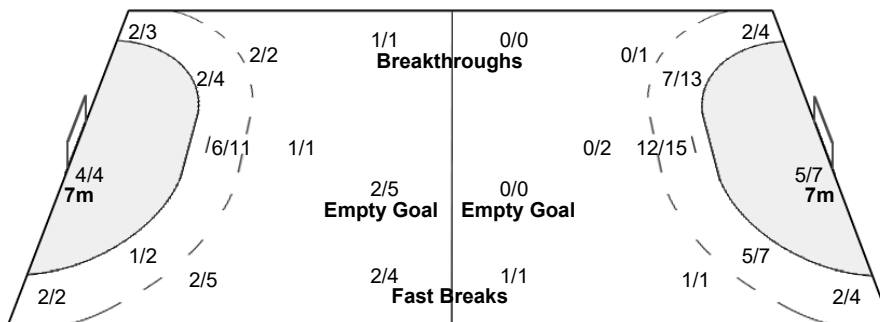 2/3 2/2 1/1 0/0 0/1 2/4
Breakthroughs
2/4 7/13
6/11 1/1 0/2 12/15
4/4 5/7
7m 7m
2/5 0/0
Empty Goal Empty Goal
1/2 5/7
2/5 2/4 1/1 1/1
2/2 Fast Breaks 2/4